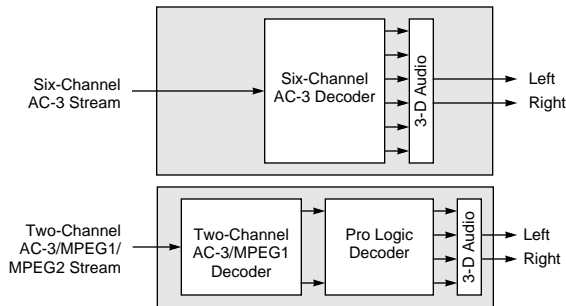 Six-Channel
AC-3 Stream
Six-Channel
AC-3 Decoder
3-D Audio
Left
Right
Two-Channel
AC-3/MPEG1/
MPEG2 Stream
Two-Channel
AC-3/MPEG1
Decoder
Pro Logic
Decoder
3-D Audio
Left
Right